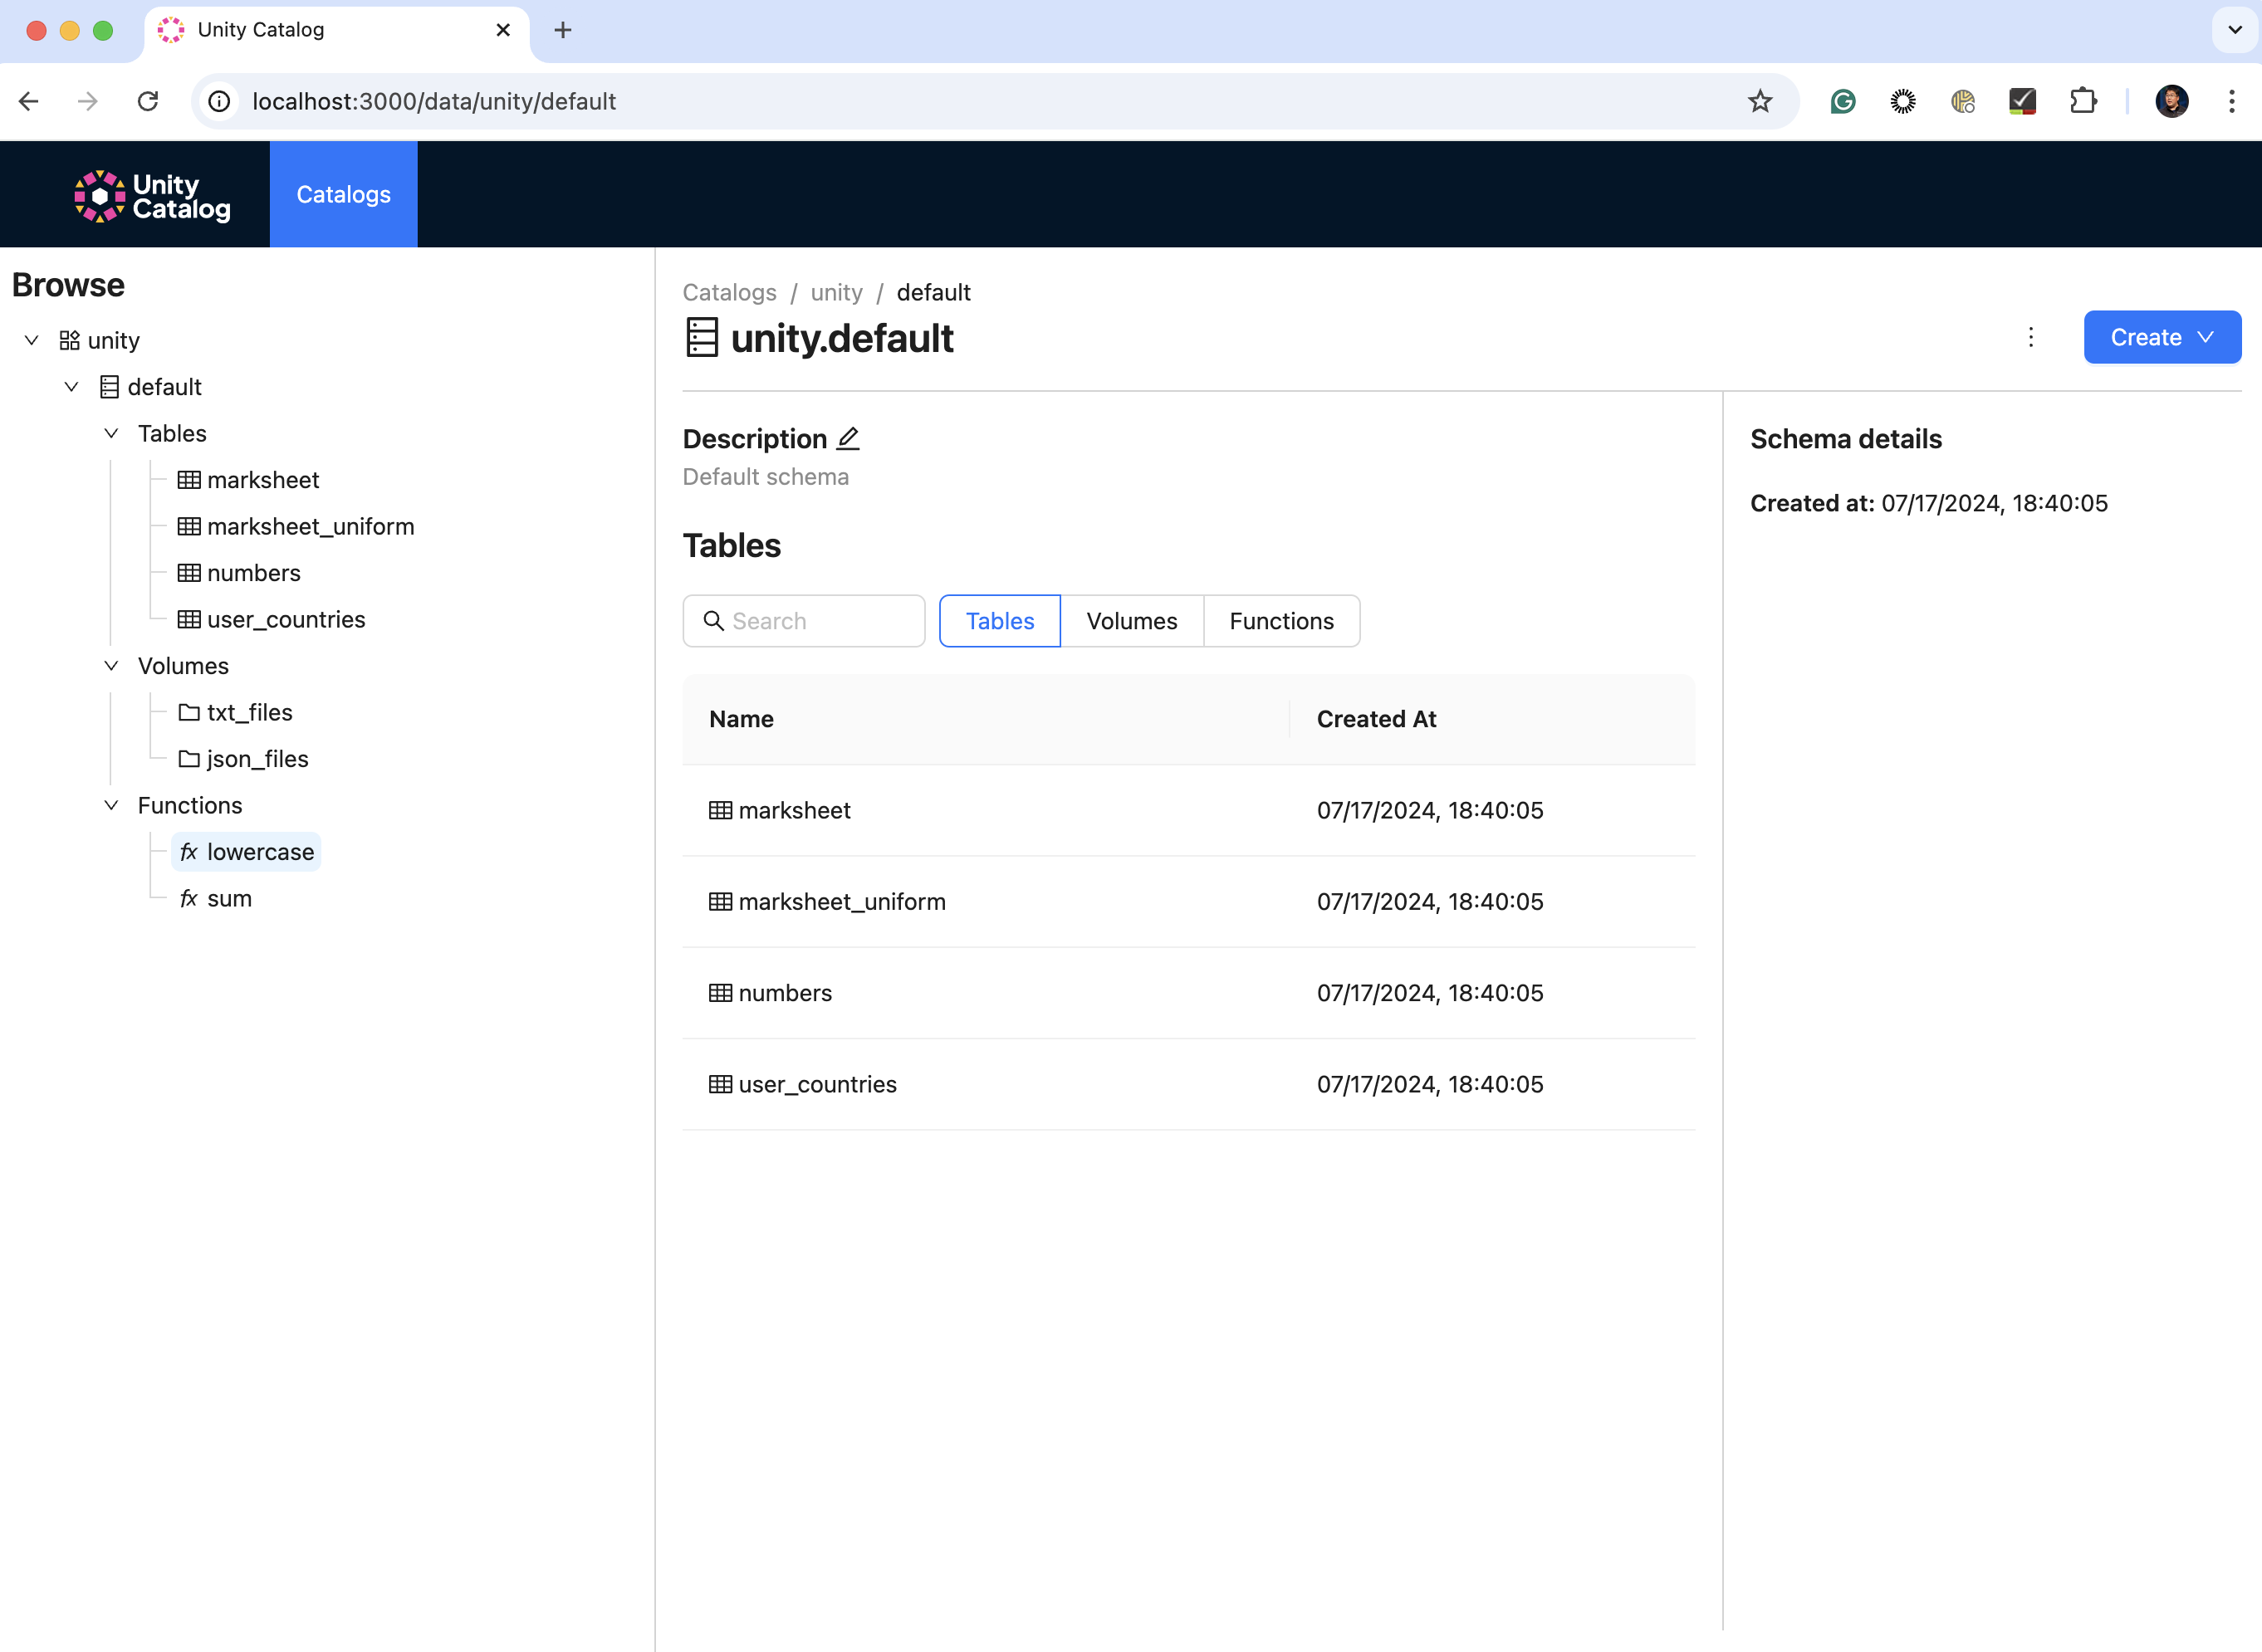 Unity Catalog
localhost:3000/data/unity/default
Unity
Catalog
Catalogs
Browse
unity
default
Tables
marksheet
marksheet_uniform
numbers
user_countries
Volumes
txt_files
json_files
Functions
fx lowercase
fx sum
Catalogs / unity / default
unity.default
Create
Description
Default schema
Tables
Search
Tables Volumes Functions
Name Created At
marksheet 07/17/2024, 18:40:05
marksheet_uniform 07/17/2024, 18:40:05
numbers 07/17/2024, 18:40:05
user_countries 07/17/2024, 18:40:05
Schema details
Created at: 07/17/2024, 18:40:05